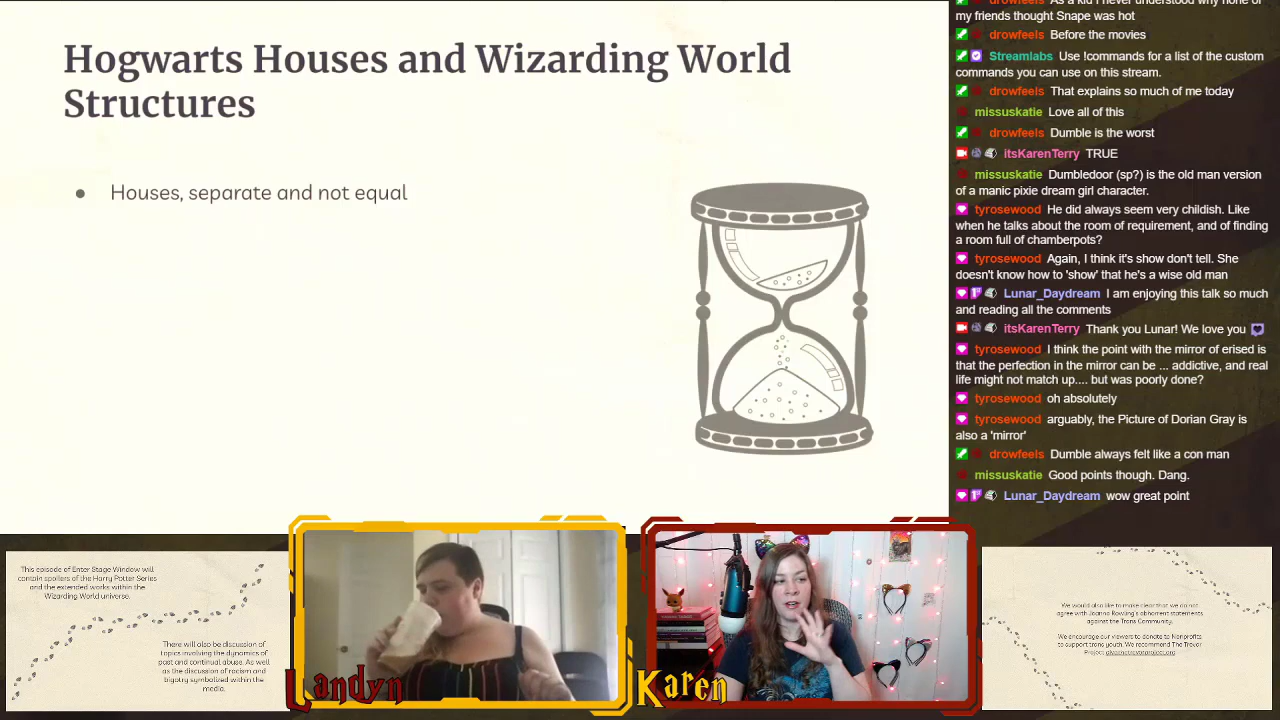 Hogwarts Houses and Wizarding World
Structures
● Houses, separate and not equal
my friends thought Snape was hot
drowfeels Before the movies
Streamlabs Use !commands for a list of the custom
commands you can use on this stream.
drowfeels That explains so much of me today
missuskatie Love all of this
drowfeels Dumble is the worst
itsKarenTerry TRUE
missuskatie Dumbledoor (sp?) is the old man version
of a manic pixie dream girl character.
tyrosewood He did always seem very childish. Like
when he talks about the room of requirement, and of finding
a room full of chamberpots?
tyrosewood Again, I think it's show don't tell. She
doesn't know how to 'show' that he's a wise old man
Lunar_Daydream I am enjoying this talk so much
and reading all the comments
itsKarenTerry Thank you Lunar! We love you
tyrosewood I think the point with the mirror of erised is
that the perfection in the mirror can be ... addictive, and real
life might not match up.... but was poorly done?
tyrosewood oh absolutely
tyrosewood arguably, the Picture of Dorian Gray is
also a 'mirror'
drowfeels Dumble always felt like a con man
missuskatie Good points though. Dang.
Lunar_Daydream wow great point
This episode of Enter Stage Window will
contain spoilers of the Harry Potter Series
and the extended works within the
Wizarding World universe.
There will also be discussion of
topics involving the dynamics of
past and continual abuse. As well
as the discussion of racism and
bigotry symbolized within the
media.
Landyn
Karen
We would also like to make clear that we do not
agree with Joanne Rowling's abhorrent statements
against the Trans Community.
We encourage our viewers to donate to Nonprofits
to support trans youth. We recommend The Trevor